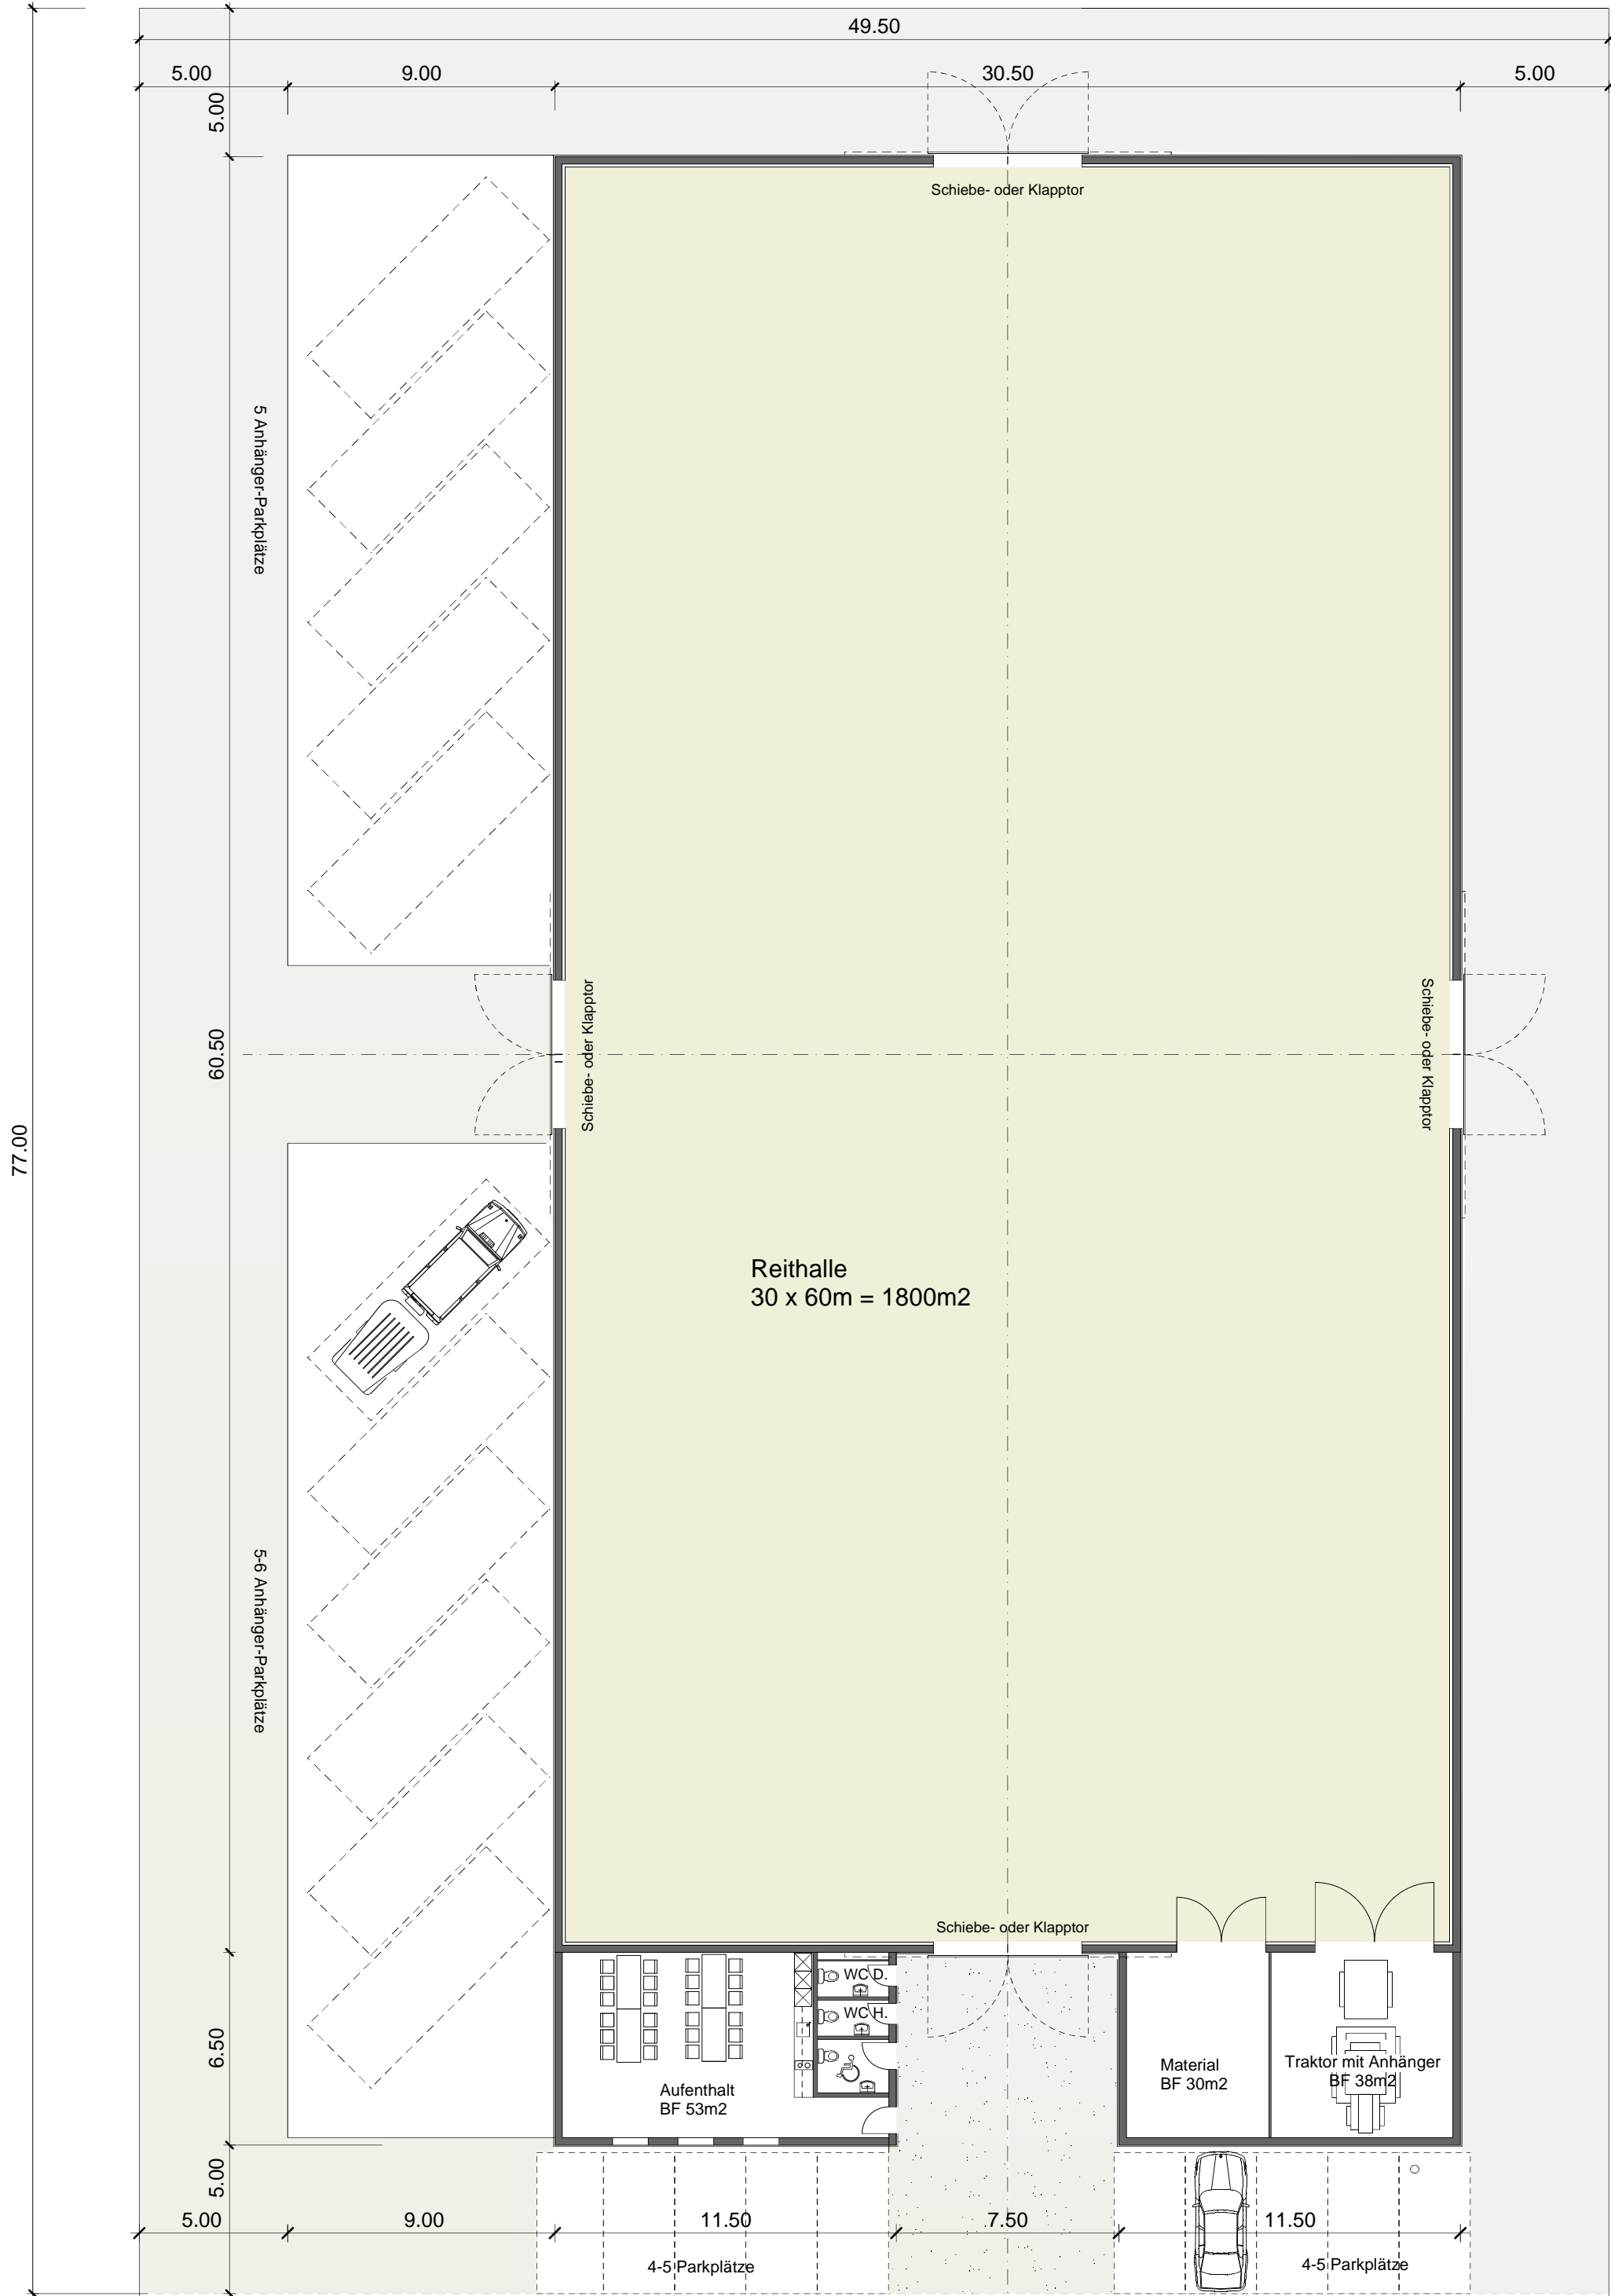 49.50
5.00
9.00
30.50
5.00
5.00
Schiebe- oder Klapptor
5 Anhänger-Parkplätze
Schiebe- oder Klapptor
Schiebe- oder Klapptor
60.50
77.00
Reithalle
30 x 60m = 1800m2
5-6 Anhänger-Parkplätze
Schiebe- oder Klapptor
WC D.
WC H.
6.50
Aufenthalt
BF 53m2
Material
BF 30m2
Traktor mit Anhänger
BF 38m2
5.00
5.00
9.00
11.50
7.50
11.50
4-5 Parkplätze
4-5 Parkplätze